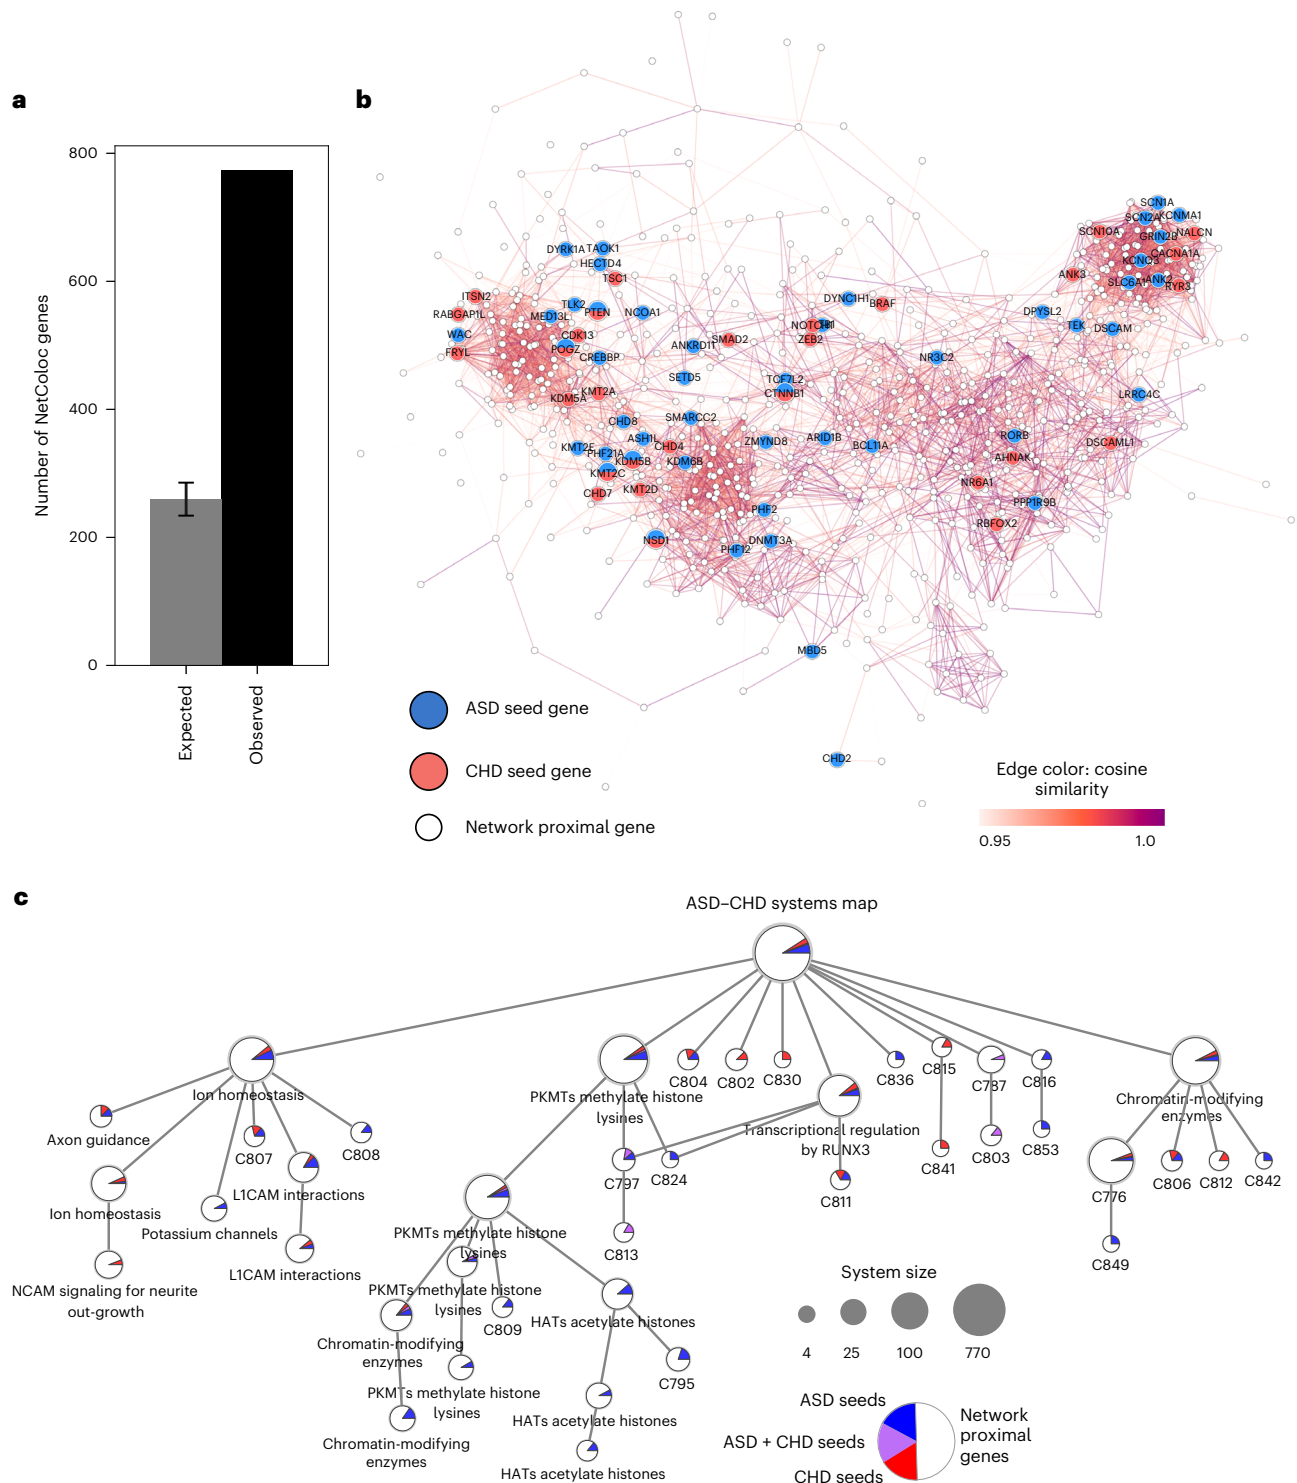 a
b
800
600
400
200
0
Number of NetColoc genes
Expected
Observed
SCN1A
SCN2A
KCNMA1
SCN10A
GRIN2B
NALCN
CACNA1A
KCNQ3
ANK3
SLC6A1
ANK2
RYR3
DYRK1A
TAOK1
HECTD4
TSC1
ITSN2
RABGAP1L
TLK2
PTEN
MED13L
NCOA1
WAC
CDK13
FRYL
POGZ
CREBBP
ANKRD11
SMAD2
DYNC1H1
BRAF
NOTCH1
ZEB2
DPYSL2
TEK
DSCAM
NR3C2
SETD5
TCF7L2
CTNNB1
LRRC4C
KDM5A
KMT2A
CHD8
SMARCC2
ASH1L
CHD4
ZMYND8
ARID1B
BCL11A
RORB
DSCAML1
PHF21A
KDM5B
KDM6B
AHNAK
KMT2C
CHD7
KMT2D
NR6A1
PHF2
PPP1R9B
RBFOX2
NSD1
PHF12
DNMT3A
MBD5
CHD2
ASD seed gene
CHD seed gene
Network proximal gene
Edge color: cosine
similarity
0.95
1.0
c
ASD–CHD systems map
Ion homeostasis
PKMTs methylate histone
lysines
C804
C802
C830
Transcriptional regulation
by RUNX3
C836
C815
C787
C816
Chromatin-modifying
enzymes
Axon guidance
C807
C808
L1CAM interactions
Ion homeostasis
Potassium channels
L1CAM interactions
NCAM signaling for neurite
out-growth
C797
C824
C811
C841
C803
C853
C776
C806
C812
C842
C813
C849
PKMTs methylate histone
lysines
PKMTs methylate histone
lysines
C809
HATs acetylate histones
Chromatin-modifying
enzymes
C795
PKMTs methylate histone
lysines
HATs acetylate histones
Chromatin-modifying
enzymes
HATs acetylate histones
System size
4
25
100
770
ASD seeds
ASD + CHD seeds
CHD seeds
Network
proximal
genes